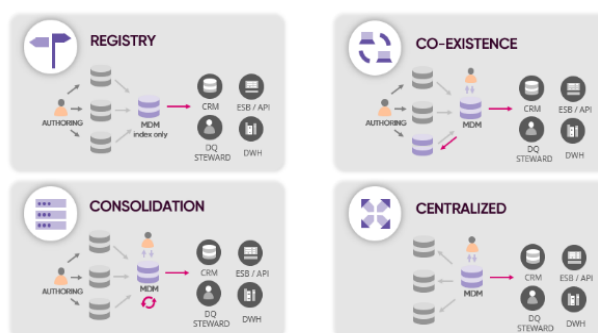 REGISTRY
AUTHORING
MDM
index only
CRM
ESB / API
DQ
STEWARD
DWH
CO-EXISTENCE
AUTHORING
MDM
CRM
ESB / API
DQ
STEWARD
DWH
CONSOLIDATION
AUTHORING
MDM
CRM
ESB / API
DQ
STEWARD
DWH
CENTRALIZED
MDM
CRM
ESB / API
DQ
STEWARD
DWH